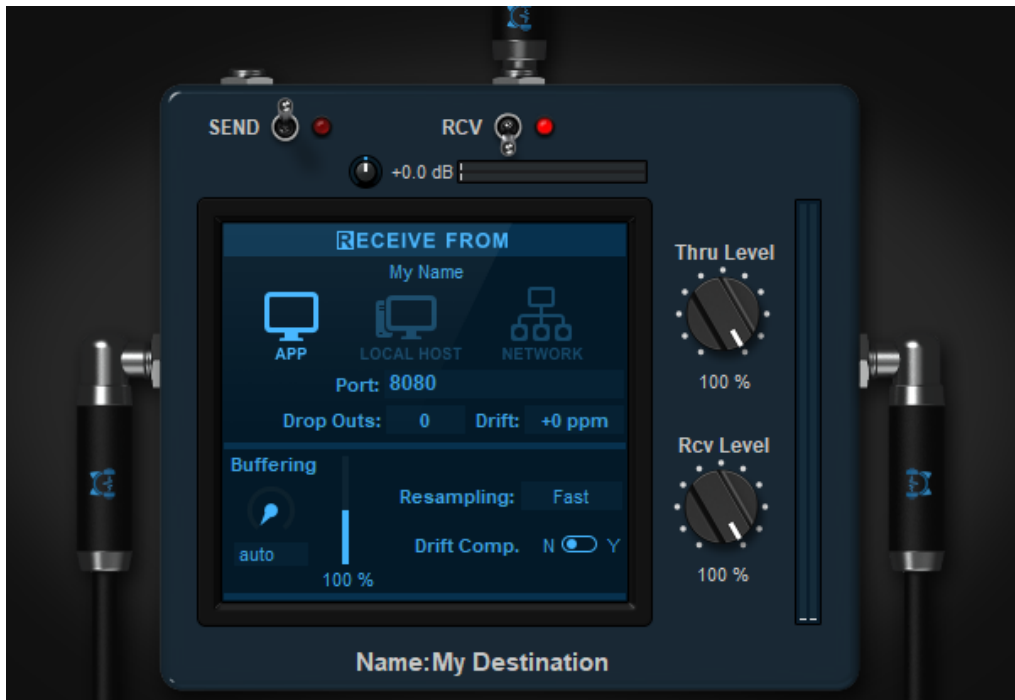 SEND RCV
+0.0 dB
RECEIVE FROM
My Name
APP LOCAL HOST NETWORK
Port: 8080
Drop Outs: 0 Drift: +0 ppm
Buffering
auto
100 %
Resampling: Fast
Drift Comp. N Y
Thru Level
100 %
Rcv Level
100 %
Name:My Destination